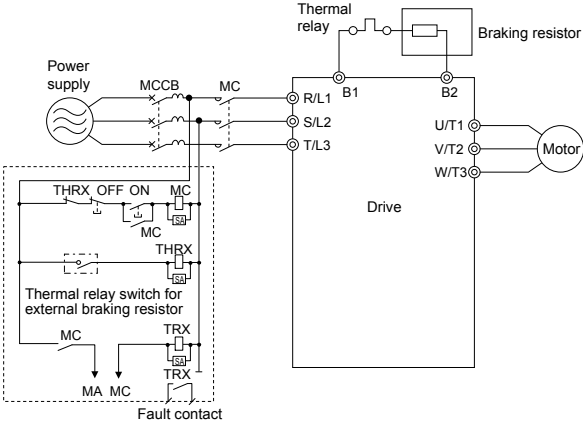 Thermal
relay
Braking resistor
Power
supply
MCCB
MC
B1
B2
R/L1
S/L2
T/L3
U/T1
V/T2
W/T3
Motor
Drive
THRX
OFF
ON
MC
SA
MC
THRX
SA
Thermal relay switch for
external braking resistor
MC
TRX
SA
MA
MC
TRX
Fault contact